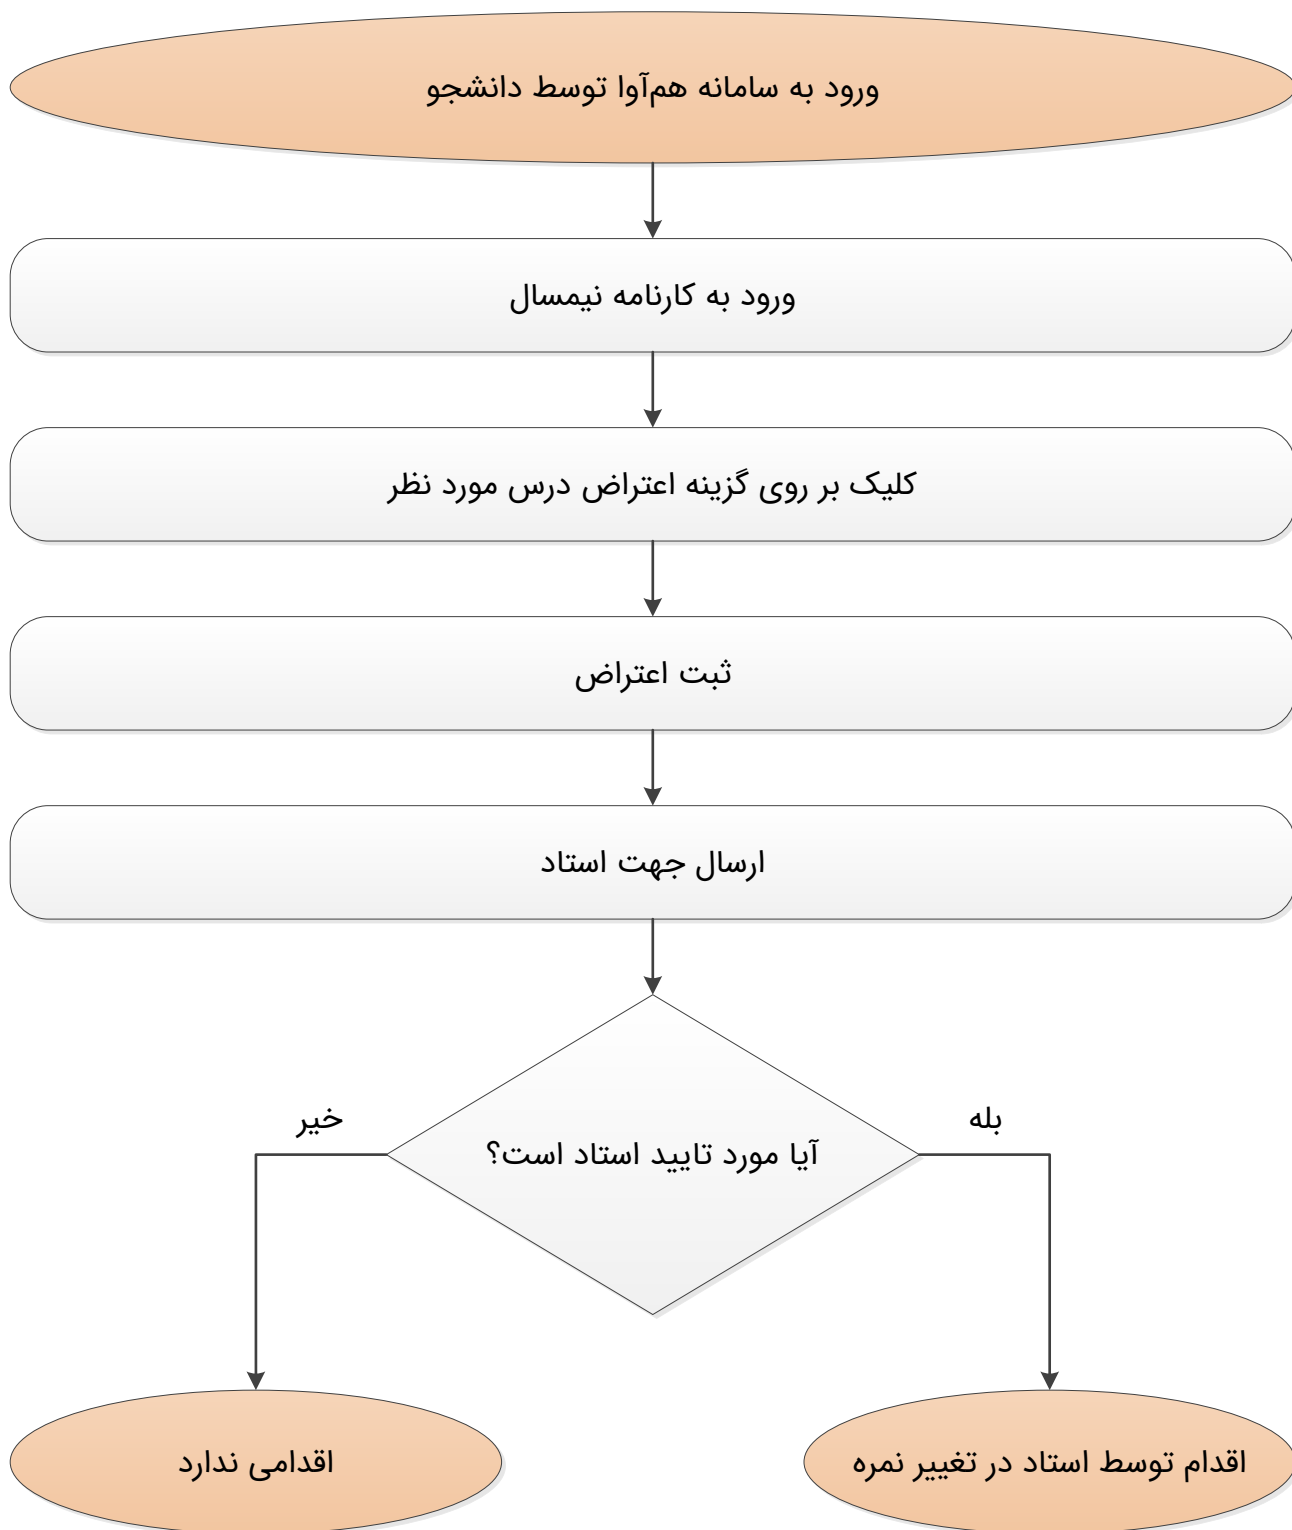 ورود به سامانه هم‌آوا توسط دانشجو
ورود به کارنامه نیمسال
کلیک بر روی گزینه اعتراض درس مورد نظر
ثبت اعتراض
ارسال جهت استاد
آیا مورد تایید استاد است؟
بله
خیر
اقدام توسط استاد در تغییر نمره
اقدامی ندارد